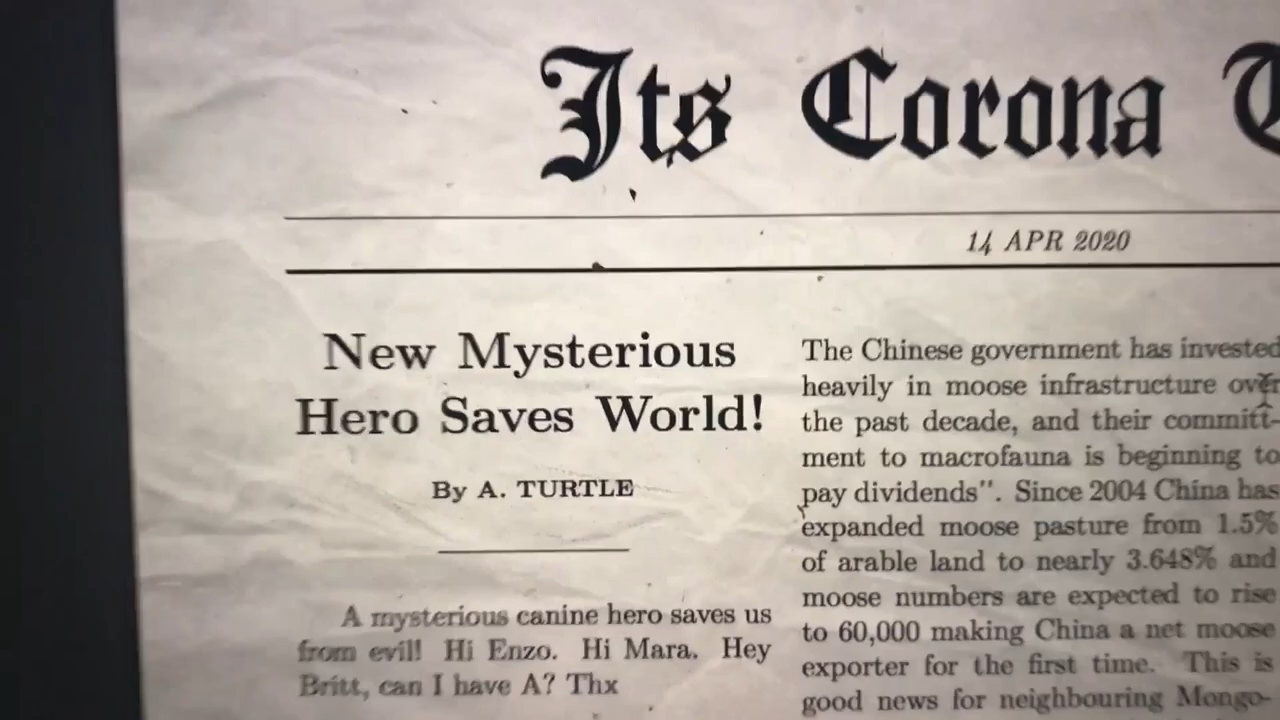 Its Corona
14 APR 2020
New Mysterious
Hero Saves World!
By A. TURTLE
A mysterious canine hero saves us
from evil! Hi Enzo. Hi Mara. Hey
Britt, can I have A? Thx
The Chinese government has invested
heavily in moose infrastructure over
the past decade, and their committ-
ment to macrofauna is beginning to
pay dividends". Since 2004 China has
expanded moose pasture from 1.5%
of arable land to nearly 3.648% and
moose numbers are expected to rise
to 60,000 making China a net moose
exporter for the first time. This is
good news for neighbouring Mongo-